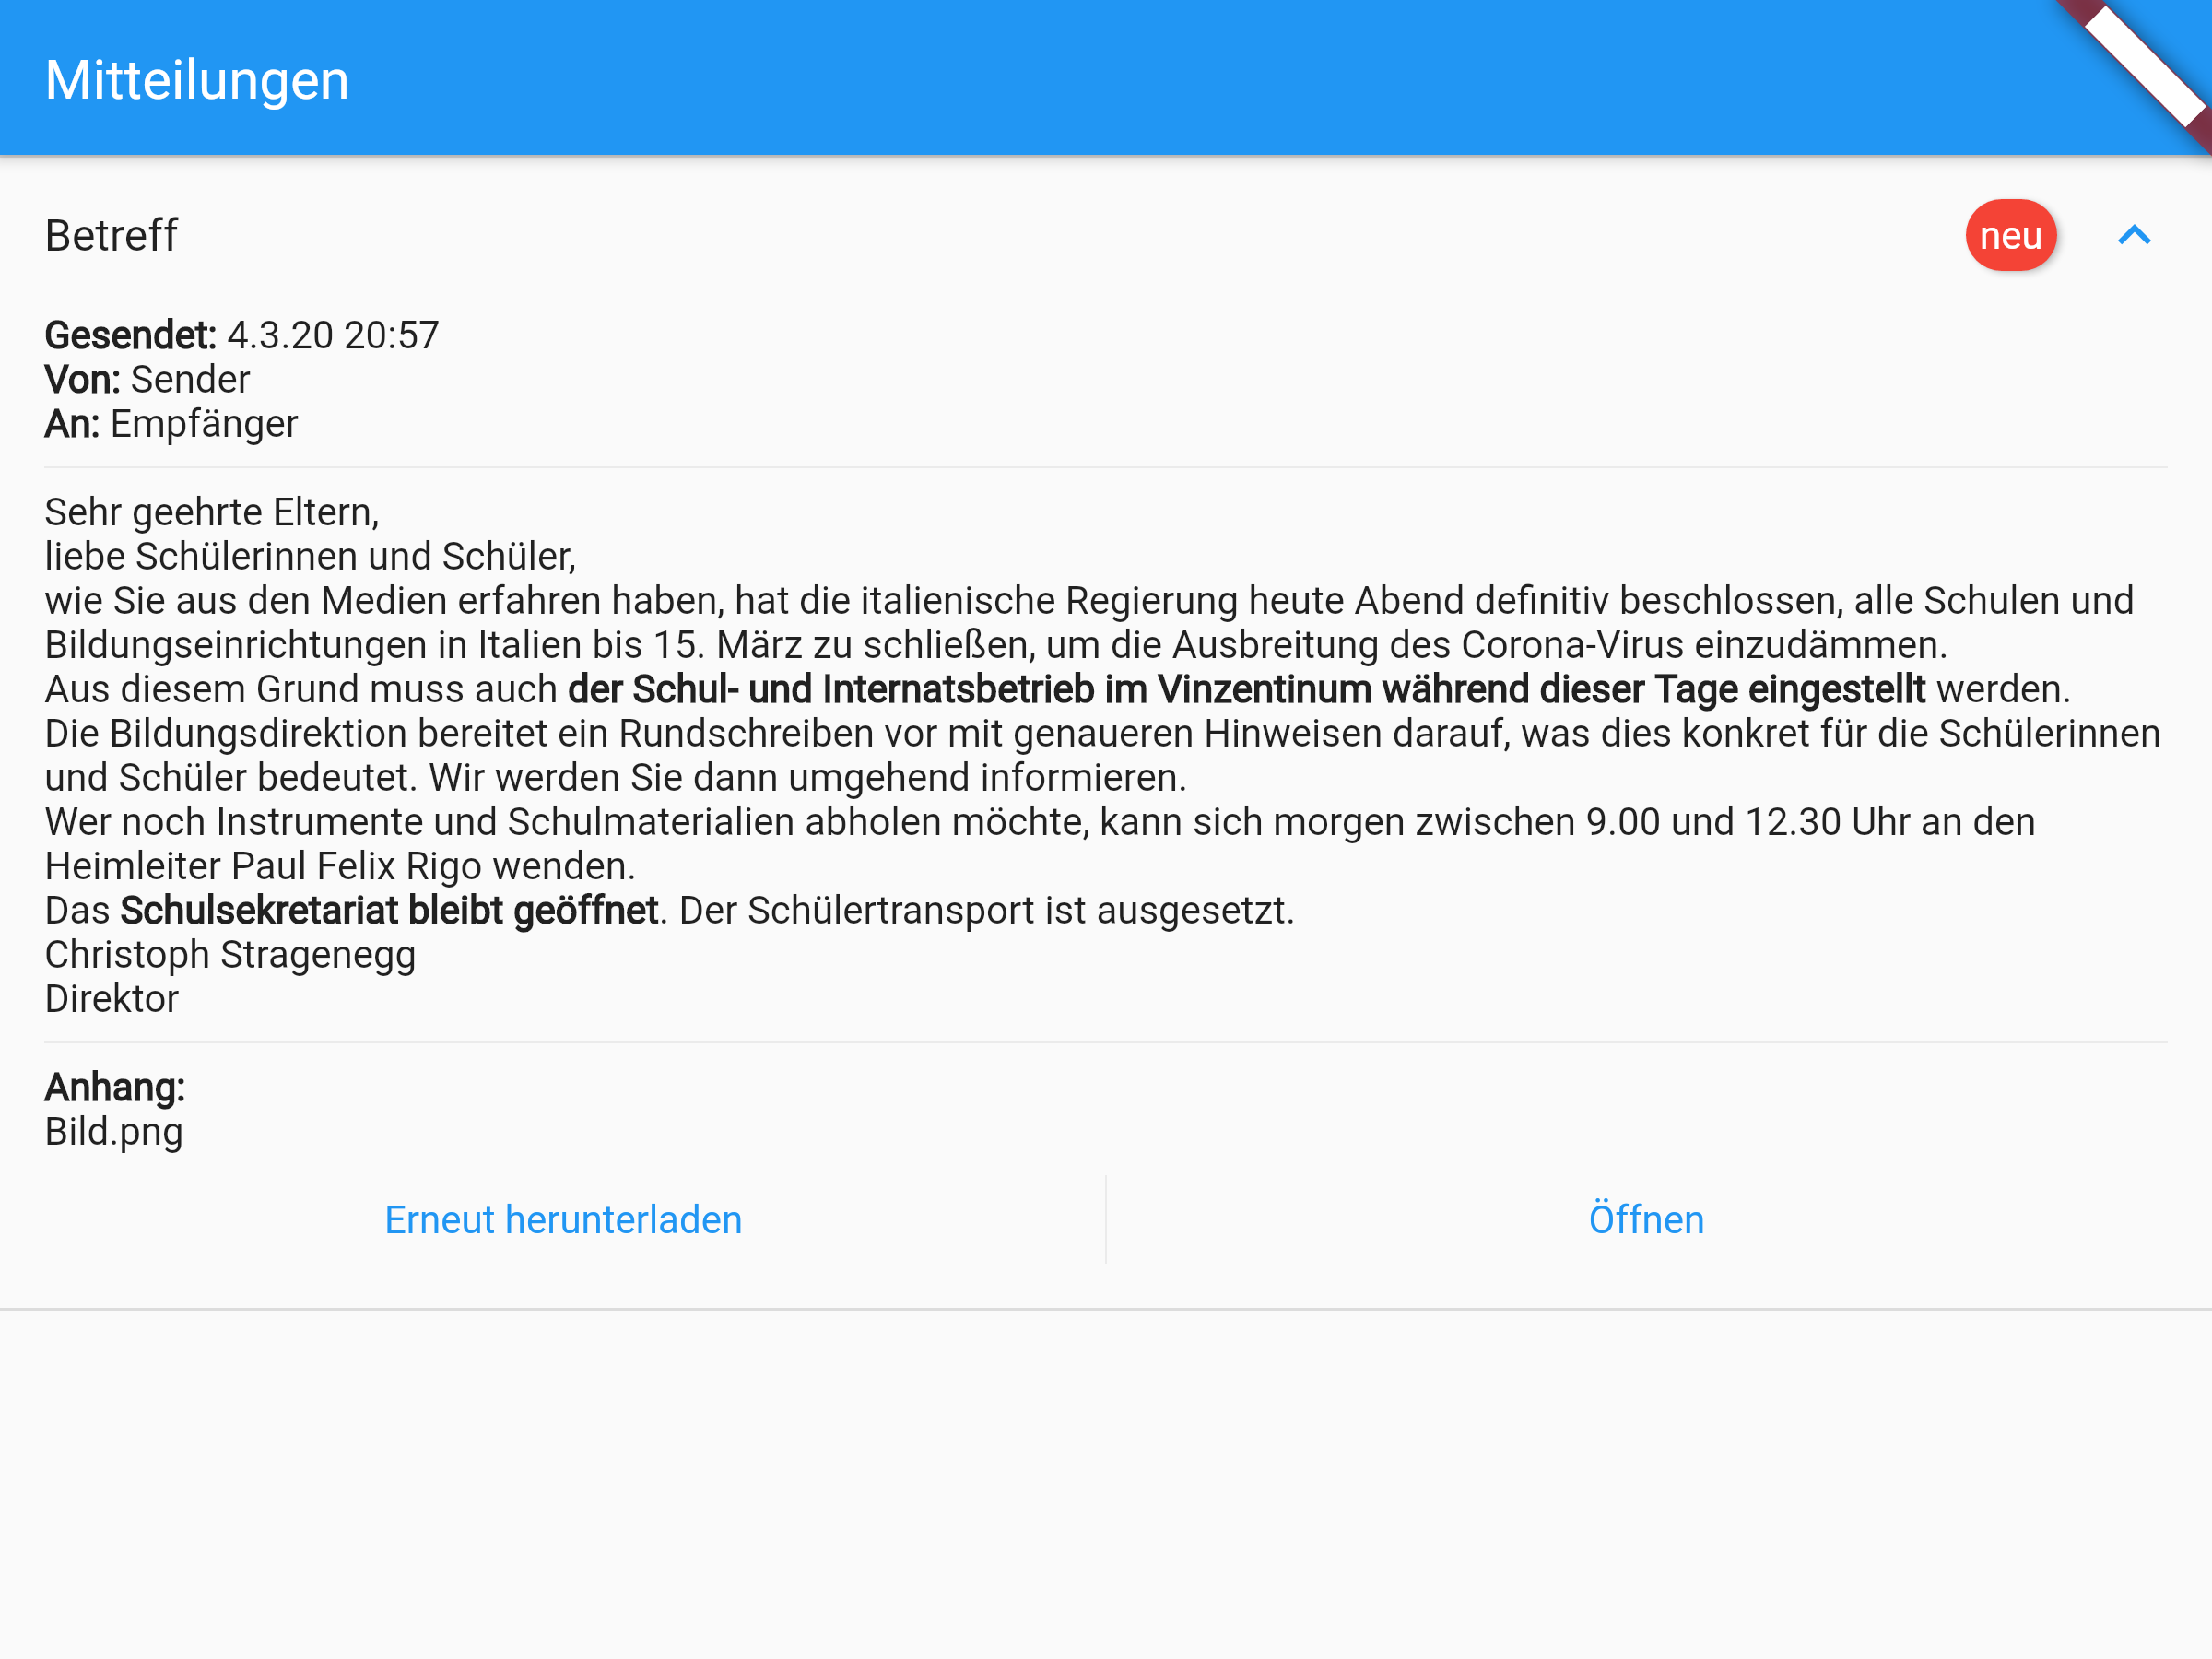 Mitteilungen
Betreff
neu
Gesendet: 4.3.20 20:57
Von: Sender
An: Empfänger
Sehr geehrte Eltern,
liebe Schülerinnen und Schüler,
wie Sie aus den Medien erfahren haben, hat die italienische Regierung heute Abend definitiv beschlossen, alle Schulen und
Bildungseinrichtungen in Italien bis 15. März zu schließen, um die Ausbreitung des Corona-Virus einzudämmen.
Aus diesem Grund muss auch der Schul- und Internatsbetrieb im Vinzentinum während dieser Tage eingestellt werden.
Die Bildungsdirektion bereitet ein Rundschreiben vor mit genaueren Hinweisen darauf, was dies konkret für die Schülerinnen
und Schüler bedeutet. Wir werden Sie dann umgehend informieren.
Wer noch Instrumente und Schulmaterialien abholen möchte, kann sich morgen zwischen 9.00 und 12.30 Uhr an den
Heimleiter Paul Felix Rigo wenden.
Das Schulsekretariat bleibt geöffnet. Der Schülertransport ist ausgesetzt.
Christoph Stragenegg
Direktor
Anhang:
Bild.png
Erneut herunterladen
Öffnen